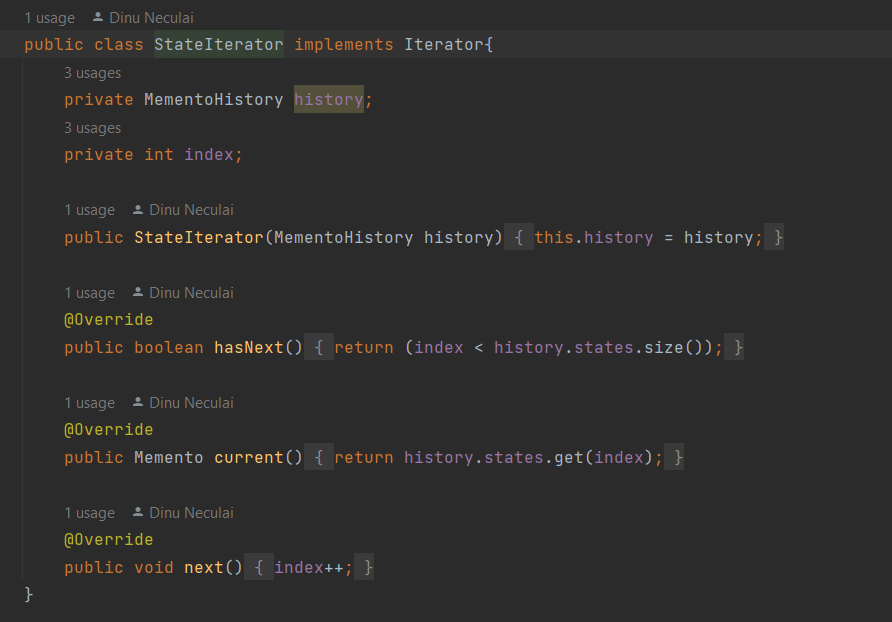 1 usage Dinu Neculai
public class StateIterator implements Iterator{
3 usages
private MementoHistory history;
3 usages
private int index;
1 usage Dinu Neculai
public StateIterator(MementoHistory history) { this.history = history; }
1 usage Dinu Neculai
@Override
public boolean hasNext() { return (index < history.states.size()); }
1 usage Dinu Neculai
@Override
public Memento current() { return history.states.get(index); }
1 usage Dinu Neculai
@Override
public void next() { index++; }
}